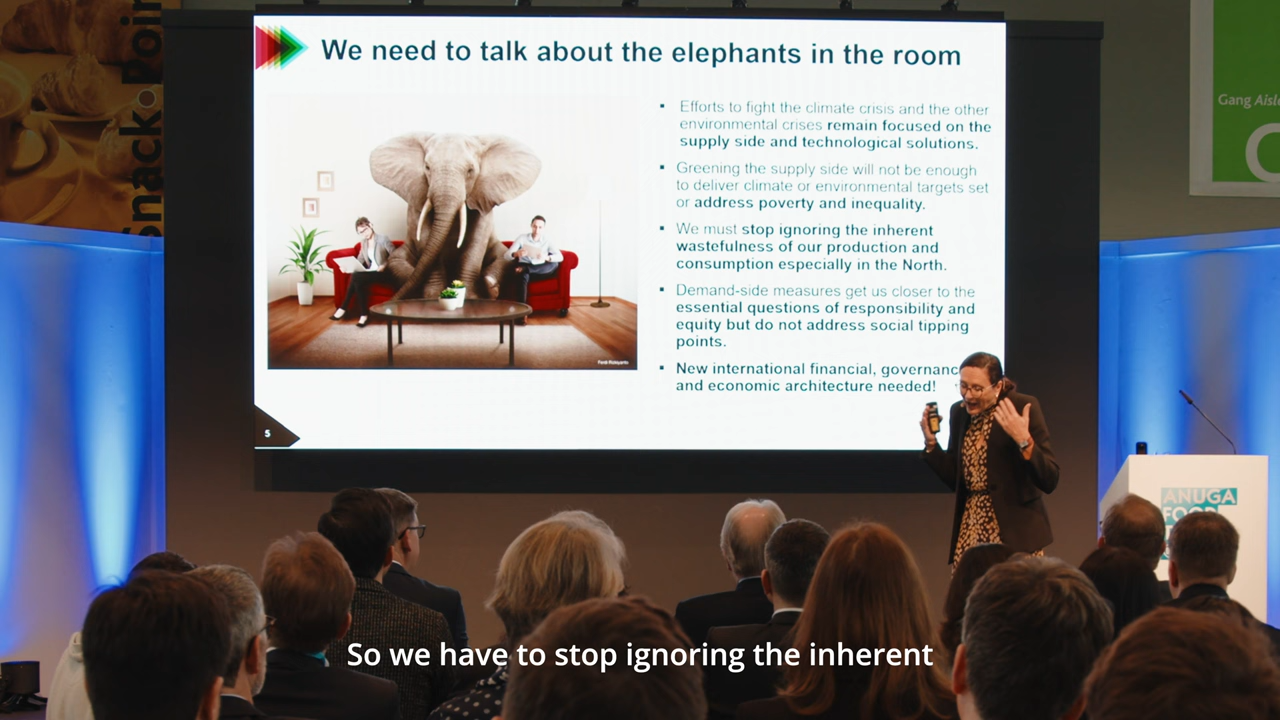 We need to talk about the elephants in the room
Efforts to fight the climate crisis and the other
environmental crises remain focused on the
supply side and technological solutions.
Greening the supply side will not be enough
to deliver climate or environmental targets set
or address poverty and inequality.
We must stop ignoring the inherent
wastefulness of our production and
consumption especially in the North.
Demand-side measures get us closer to the
essential questions of responsibility and
equity but do not address social tipping
points.
New international financial, governanc
and economic architecture needed!
5
Snack Poin
Gang Aisle
ANUGA
FOO
So we have to stop ignoring the inherent